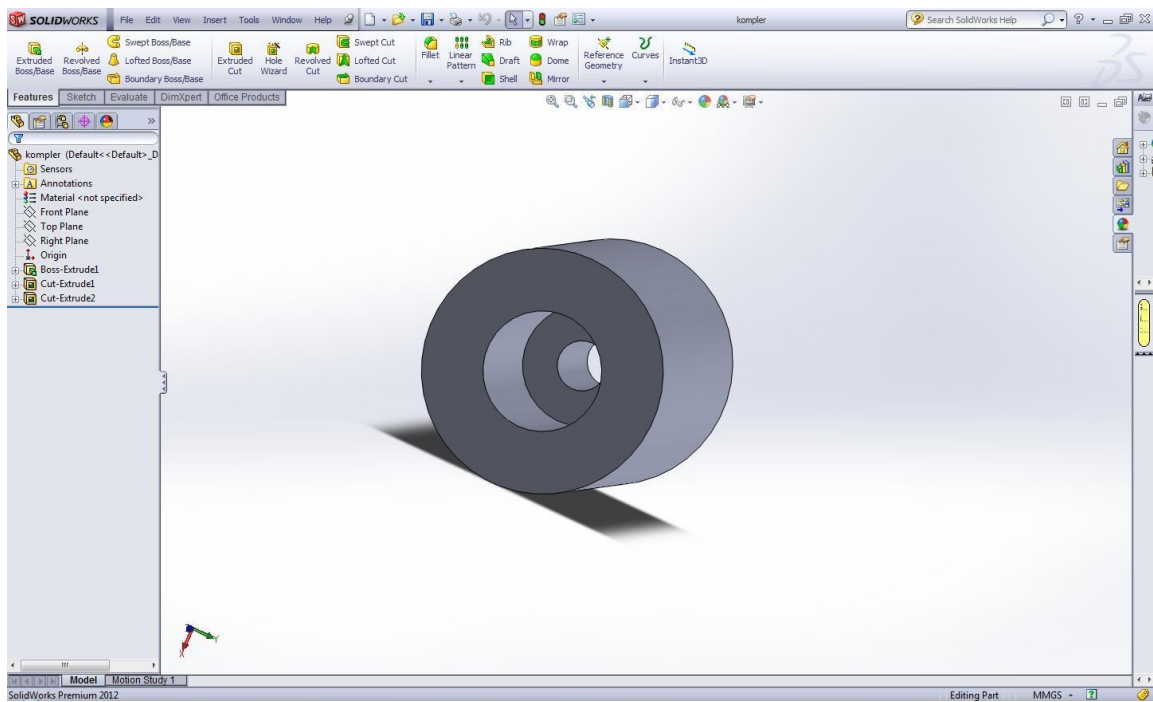 SW SOLIDWORKS File Edit View Insert Tools Window Help kompler Search SolidWorks Help
Extruded Boss/Base
Revolved Boss/Base
Swept Boss/Base
Lofted Boss/Base
Boundary Boss/Base
Extruded Cut
Hole Wizard
Revolved Cut
Swept Cut
Lofted Cut
Boundary Cut
Fillet
Linear Pattern
Rib
Draft
Shell
Wrap
Dome
Mirror
Reference Geometry
Curves
Instant3D
Features Sketch Evaluate DimXpert Office Products
kompler (Default<<Default>_D
Sensors
A Annotations
Material <not specified>
Front Plane
Top Plane
Right Plane
Origin
Boss-Extrude1
Cut-Extrude1
Cut-Extrude2
Y
X
Model Motion Study 1
SolidWorks Premium 2012 Editing Part MMGS